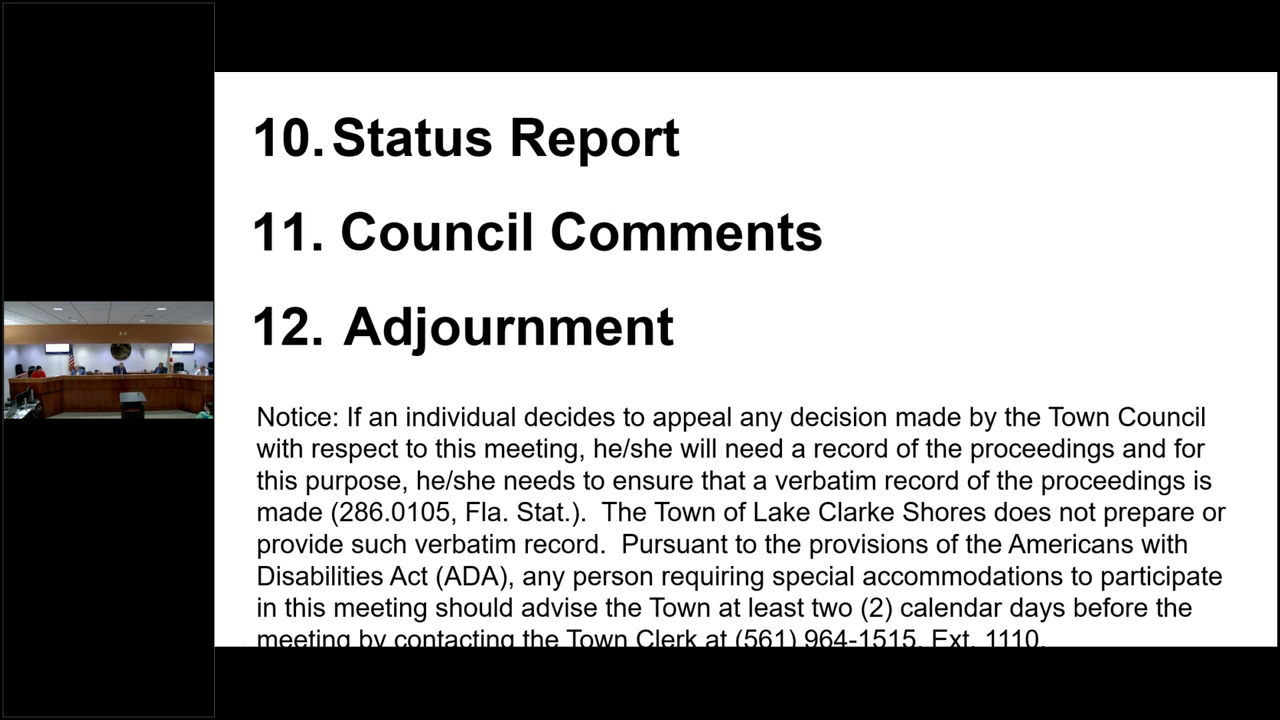 10. Status Report
11. Council Comments
12. Adjournment
Notice: If an individual decides to appeal any decision made by the Town Council
with respect to this meeting, he/she will need a record of the proceedings and for
this purpose, he/she needs to ensure that a verbatim record of the proceedings is
made (286.0105, Fla. Stat.).  The Town of Lake Clarke Shores does not prepare or
provide such verbatim record.  Pursuant to the provisions of the Americans with
Disabilities Act (ADA), any person requiring special accommodations to participate
in this meeting should advise the Town at least two (2) calendar days before the
meeting by contacting the Town Clerk at (561) 964-1515, Ext. 1110.